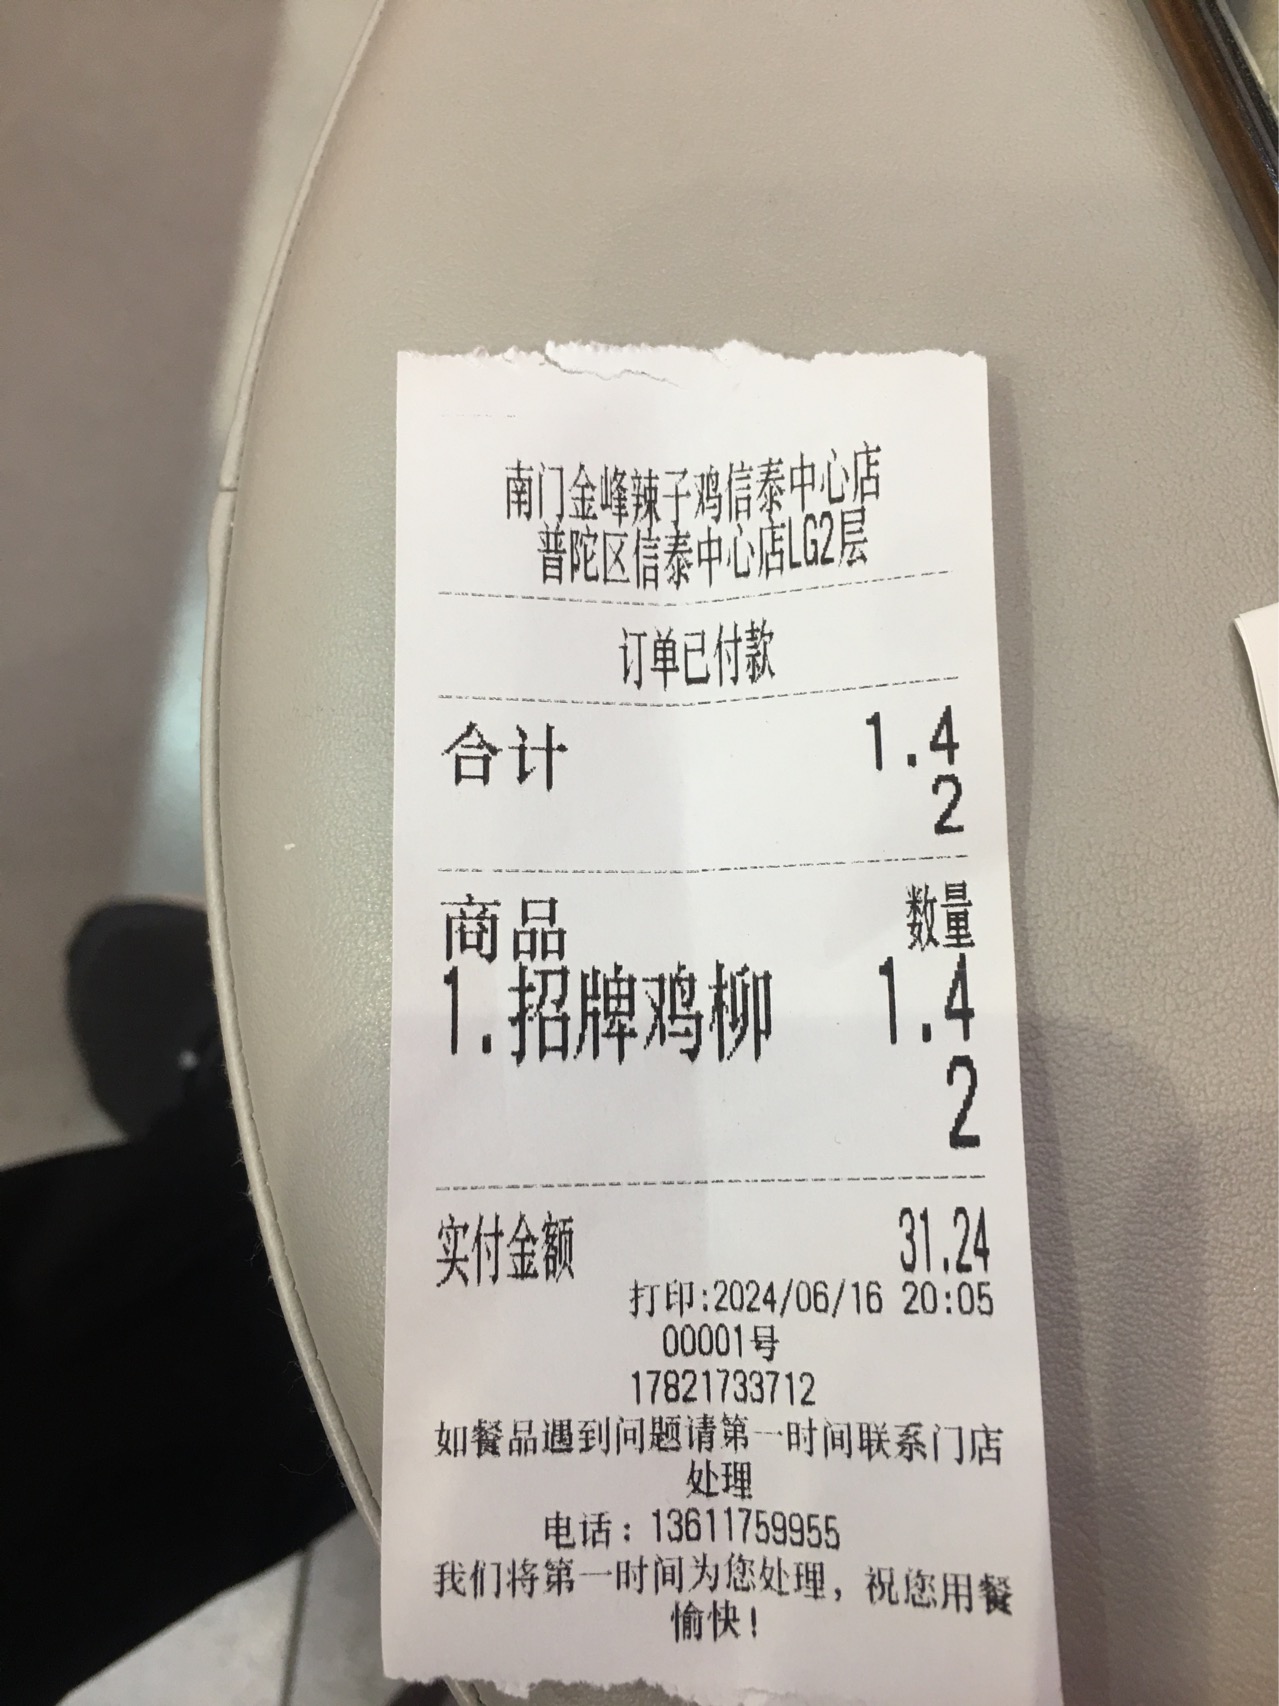 南门金峰辣子鸡信泰中心店
普陀区信泰中心店LG2层
订单已付款
合计 1.4
2
商品 数量
1.招牌鸡柳 1.4
2
实付金额 31.24
打印:2024/06/16 20:05
00001号
17821733712
如餐品遇到问题请第一时间联系门店
处理
电话：13611759955
我们将第一时间为您处理，祝您用餐
愉快！